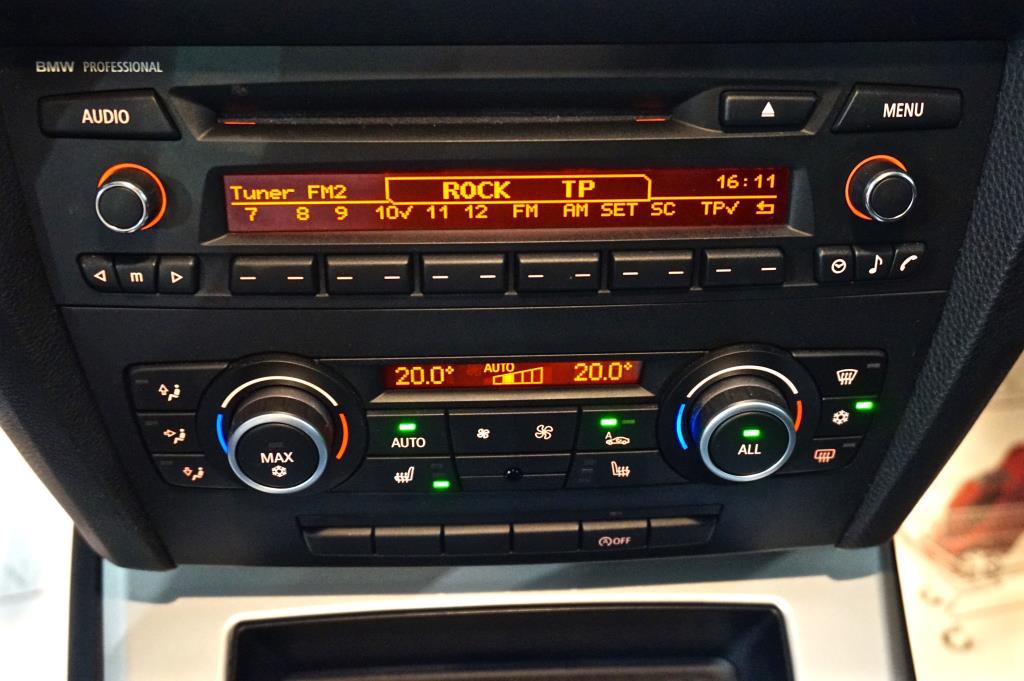 BMW PROFESSIONAL
AUDIO
MENU
Tuner FM2 ROCK TP 16:11
7 8 9 10✓ 11 12 FM AM SET SC TP✓
m
20.0° AUTO 20.0°
AUTO
A
MAX
ALL
OFF